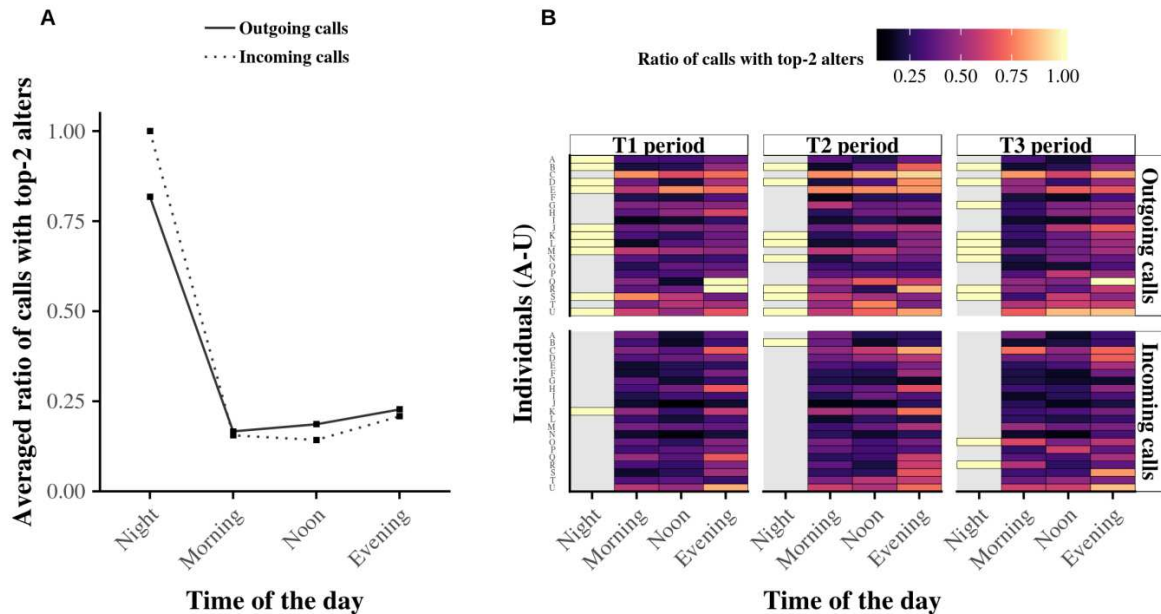 A
Outgoing calls
Incoming calls
Averaged ratio of calls with top-2 alters
1.00
0.75
0.50
0.25
0.00
Night
Morning
Noon
Evening
Time of the day
B
Ratio of calls with top-2 alters
0.25 0.50 0.75 1.00
T1 period T2 period T3 period
Individuals (A-U)
A
B
C
D
E
F
G
H
I
J
K
L
M
N
O
P
Q
R
S
T
U
Outgoing calls
A
B
C
D
E
F
G
H
I
J
K
L
M
N
O
P
Q
R
S
T
U
Incoming calls
Night Morning Noon Evening
Night Morning Noon Evening
Night Morning Noon Evening
Time of the day